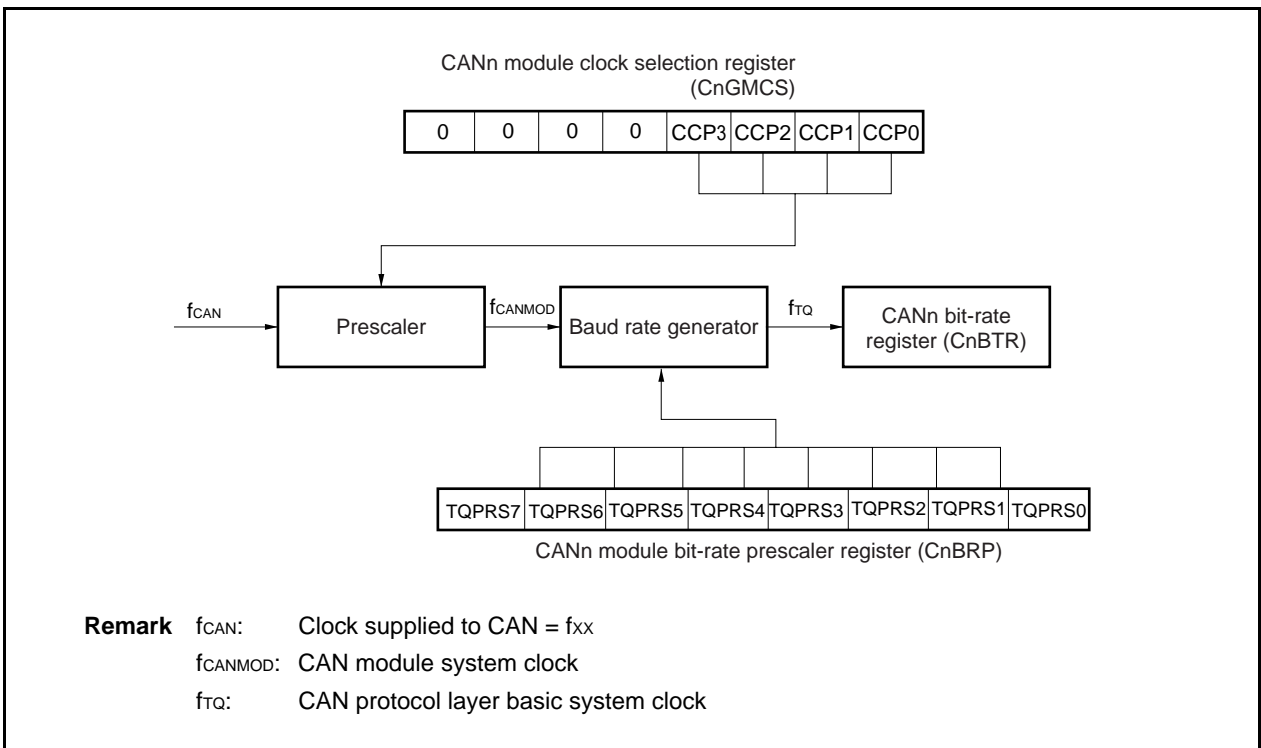 CANn module clock selection register
(CnGMCS)
0 0 0 0 CCP3 CCP2 CCP1 CCP0
fCAN
Prescaler
fCANMOD
Baud rate generator
fTQ
CANn bit-rate
register (CnBTR)
TQPRS7 TQPRS6 TQPRS5 TQPRS4 TQPRS3 TQPRS2 TQPRS1 TQPRS0
CANn module bit-rate prescaler register (CnBRP)
Remark fCAN: Clock supplied to CAN = fXX
fCANMOD: CAN module system clock
fTQ: CAN protocol layer basic system clock